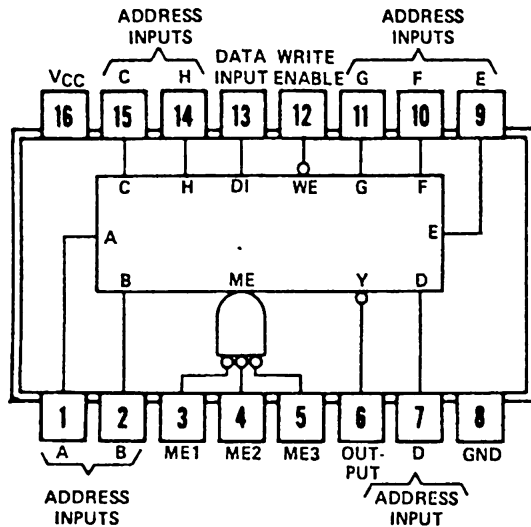 ADDRESS INPUTS
ADDRESS INPUTS
DATA INPUT
WRITE ENABLE
VCC C H G F E
16 15 14 13 12 11 10 9
C H DI WE G F
A E
B ME Y D
1 2 3 4 5 6 7 8
A B ME1 ME2 ME3 OUT-PUT D GND
ADDRESS INPUTS
ADDRESS INPUT